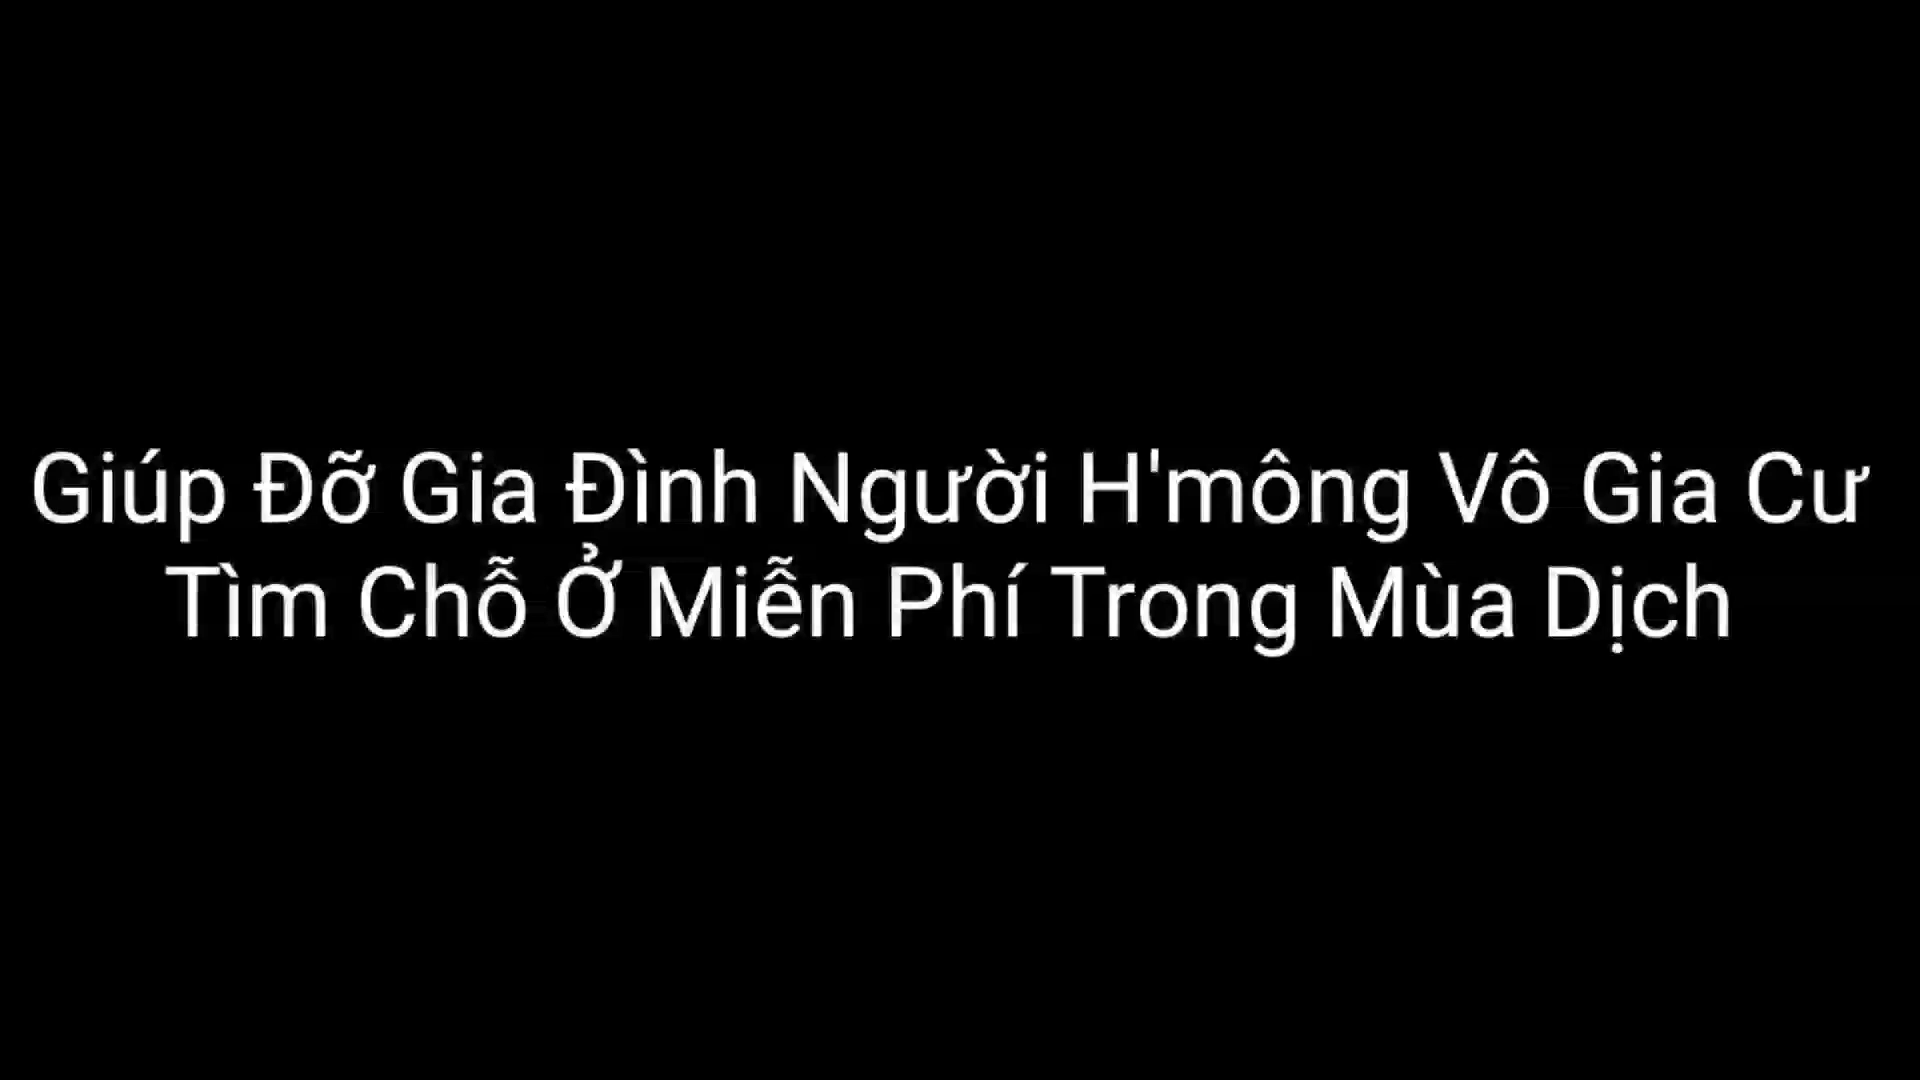 Giúp Đỡ Gia Đình Người H'mông Vô Gia Cư
Tìm Chỗ Ở Miễn Phí Trong Mùa Dịch